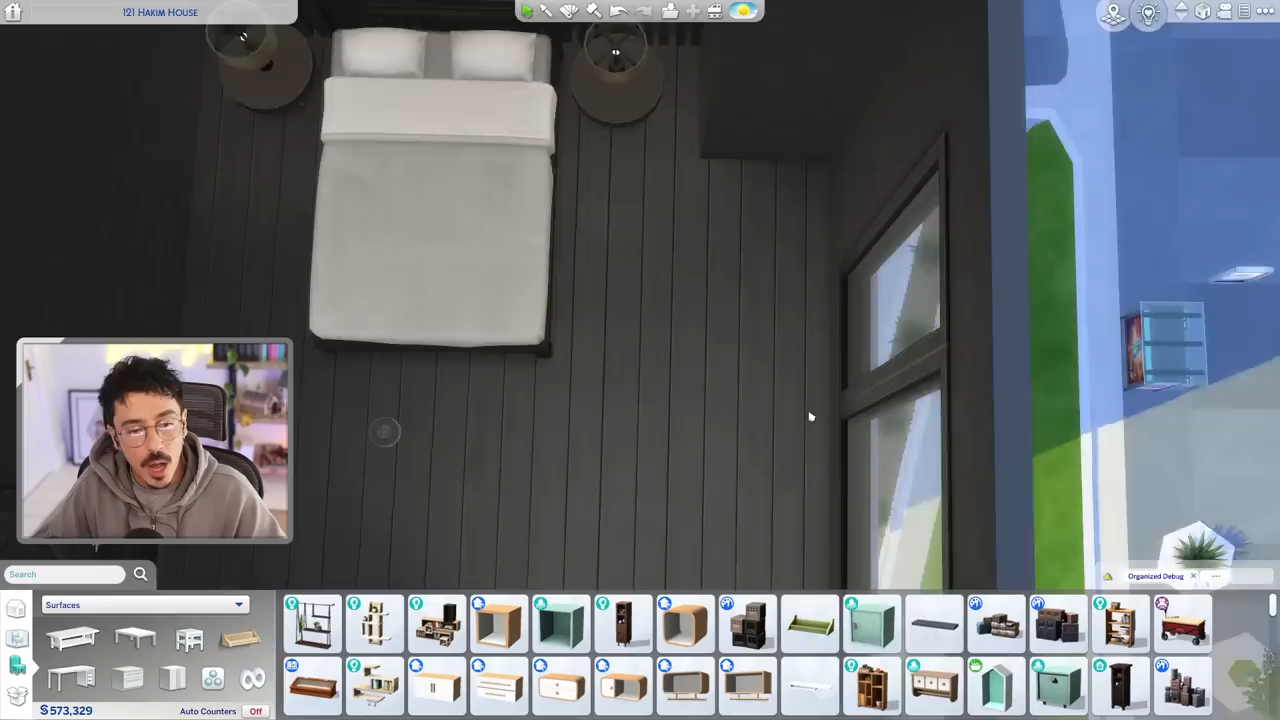 121 HAKIM HOUSE
Search
Organized Debug
Surfaces
$573,329
Auto Counters Off